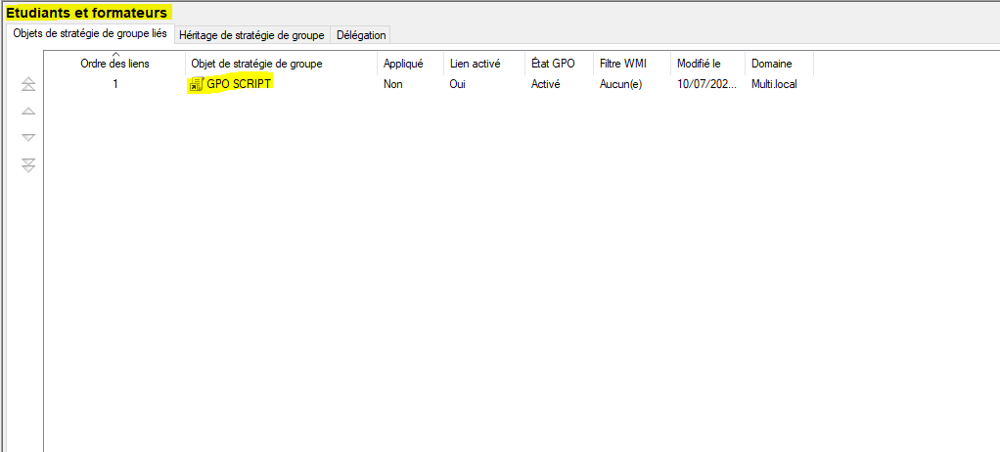 Etudiants et formateurs
Objets de stratégie de groupe liés Héritage de stratégie de groupe Délégation
Ordre des liens Objet de stratégie de groupe Appliqué Lien activé État GPO Filtre WMI Modifié le Domaine
1 GPO SCRIPT Non Oui Activé Aucun(e) 10/07/202... Multi.local